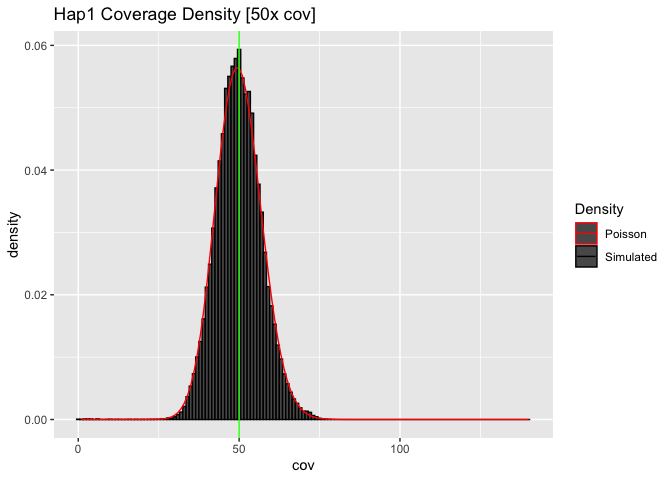 Hap1 Coverage Density [50x cov]
0.06
0.04
0.02
0.00
density
0
50
100
cov
Density
Poisson
Simulated